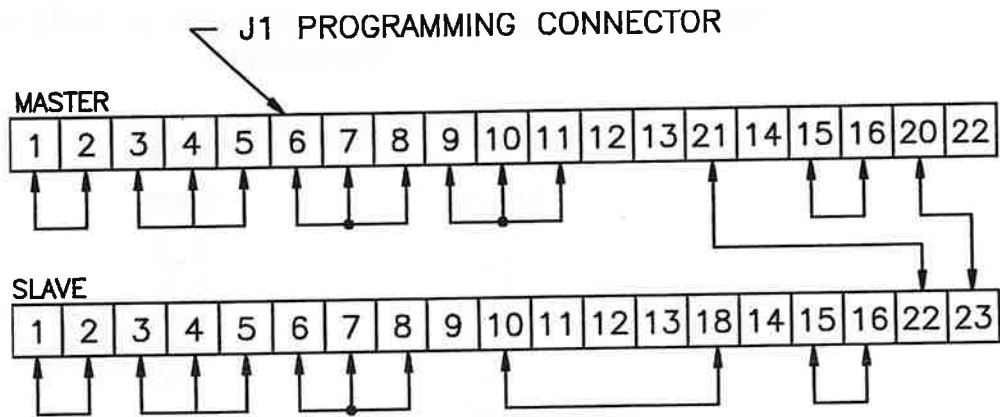 J1 PROGRAMMING CONNECTOR
MASTER
1 2 3 4 5 6 7 8 9 10 11 12 13 21 14 15 16 20 22
SLAVE
1 2 3 4 5 6 7 8 9 10 11 12 13 18 14 15 16 22 23